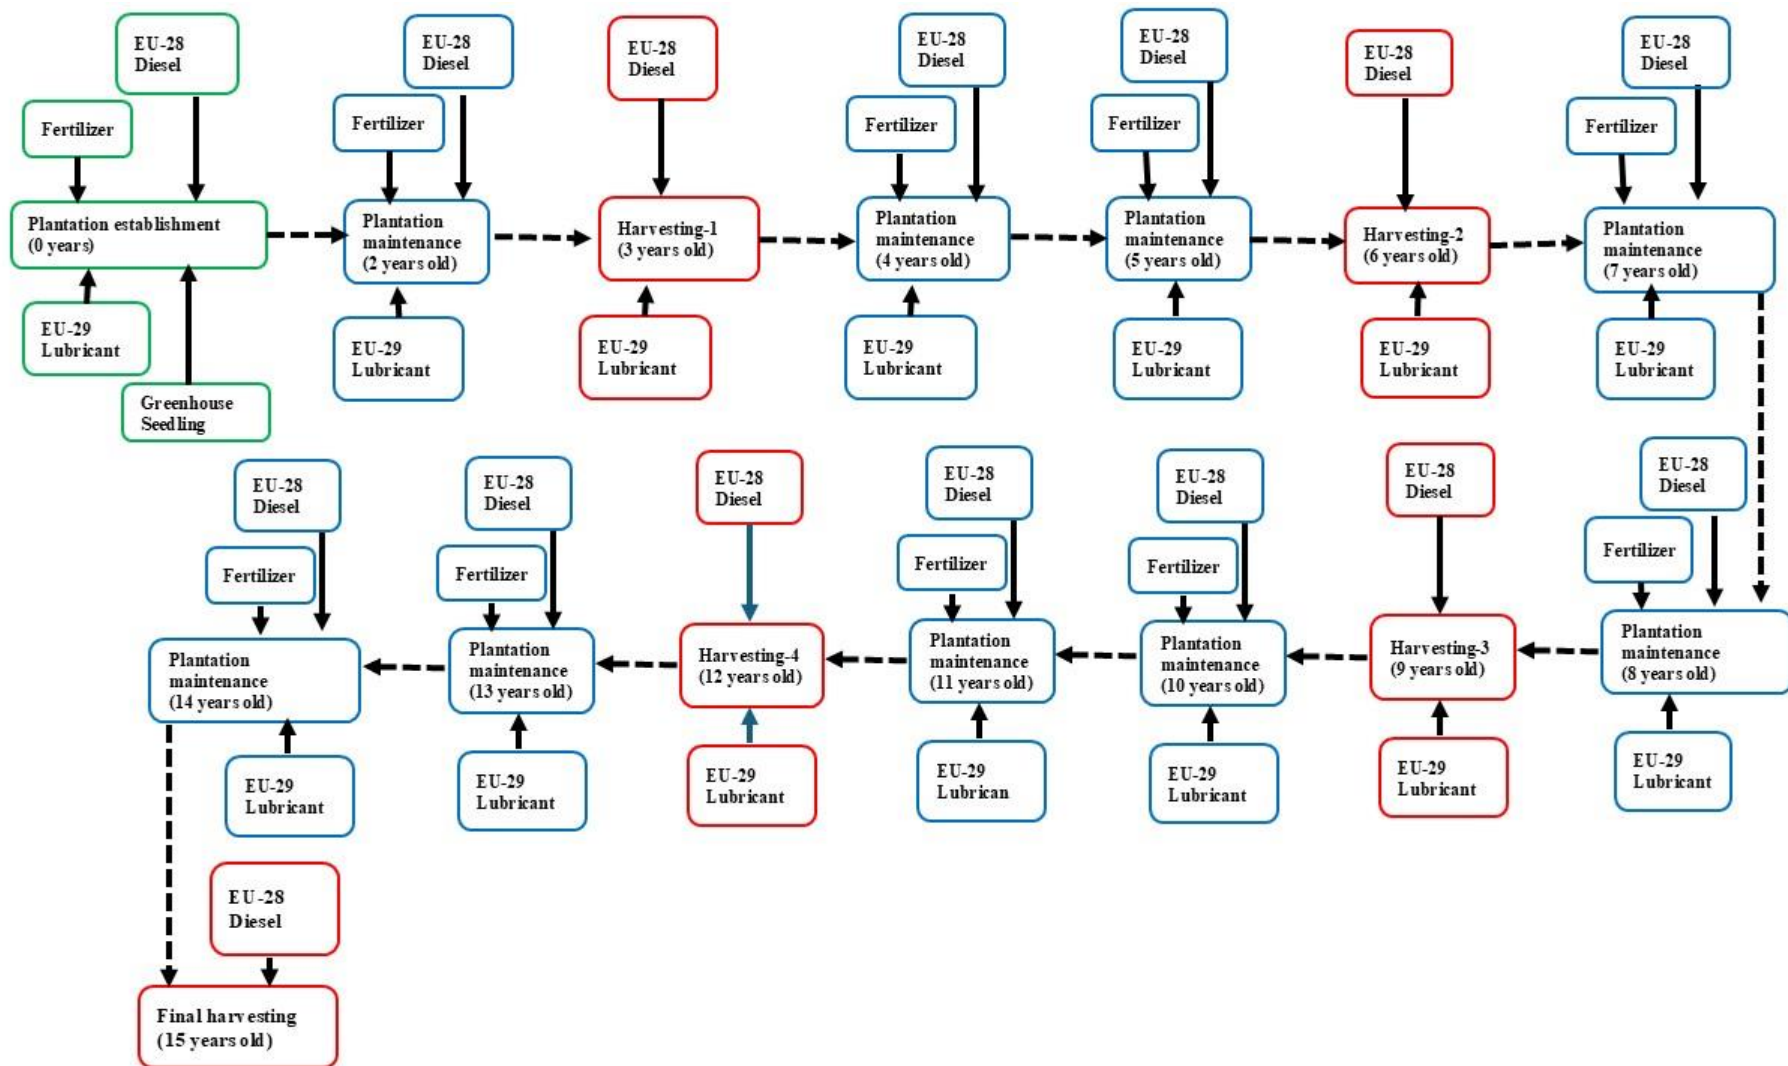 EU-28
Diesel
Fertilizer
Plantation establishment
(0 years)
EU-29
Lubricant
Greenhouse
Seedling
EU-28
Diesel
Fertilizer
Plantation
maintenance
(2 years old)
EU-29
Lubricant
EU-28
Diesel
Harvesting-1
(3 years old)
EU-29
Lubricant
EU-28
Diesel
Fertilizer
Plantation
maintenance
(4 years old)
EU-29
Lubricant
EU-28
Diesel
Fertilizer
Plantation
maintenance
(5 years old)
EU-29
Lubricant
EU-28
Diesel
Harvesting-2
(6 years old)
EU-29
Lubricant
EU-28
Diesel
Fertilizer
Plantation
maintenance
(7 years old)
EU-29
Lubricant
EU-28
Diesel
Fertilizer
Plantation
maintenance
(8 years old)
EU-29
Lubricant
EU-28
Diesel
Harvesting-3
(9 years old)
EU-29
Lubricant
EU-28
Diesel
Fertilizer
Plantation
maintenance
(10 years old)
EU-29
Lubricant
EU-28
Diesel
Fertilizer
Plantation
maintenance
(11 years old)
EU-29
Lubrican
EU-28
Diesel
Harvesting-4
(12 years old)
EU-29
Lubricant
EU-28
Diesel
Fertilizer
Plantation
maintenance
(13 years old)
EU-29
Lubricant
EU-28
Diesel
Fertilizer
Plantation
maintenance
(14 years old)
EU-29
Lubricant
EU-28
Diesel
Final harvesting
(15 years old)